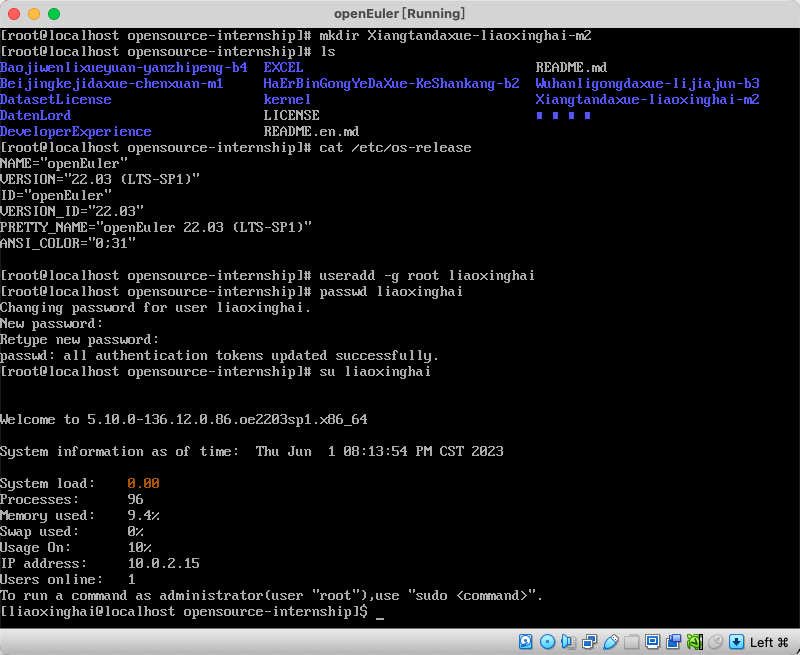 openEuler [Running]
[root@localhost opensource-internship]# mkdir Xiangtandaxue-liaoxinghai-m2
[root@localhost opensource-internship]# ls
Baojiwenlixueyuan-yanzhipeng-b4  EXCEL                             README.md
Beijingkejidaxue-chenxuan-m1     HaErBinGongYeDaXue-KeShankang-b2  Wuhanligongdaxue-lijiajun-b3
DatasetLicense                   kernel                            Xiangtandaxue-liaoxinghai-m2
DatenLord                        LICENSE
DeveloperExperience              README.en.md
[root@localhost opensource-internship]# cat /etc/os-release
NAME="openEuler"
VERSION="22.03 (LTS-SP1)"
ID="openEuler"
VERSION_ID="22.03"
PRETTY_NAME="openEuler 22.03 (LTS-SP1)"
ANSI_COLOR="0;31"
[root@localhost opensource-internship]# useradd -g root liaoxinghai
[root@localhost opensource-internship]# passwd liaoxinghai
Changing password for user liaoxinghai.
New password:
Retype new password:
passwd: all authentication tokens updated successfully.
[root@localhost opensource-internship]# su liaoxinghai
Welcome to 5.10.0-136.12.0.86.oe2203sp1.x86_64
System information as of time:  Thu Jun  1 08:13:54 PM CST 2023
System load:    0.00
Processes:      96
Memory used:    9.4%
Swap used:      0%
Usage On:       10%
IP address:     10.0.2.15
Users online:   1
To run a command as administrator(user "root"),use "sudo <command>".
[liaoxinghai@localhost opensource-internship]$ _
Left ⌘